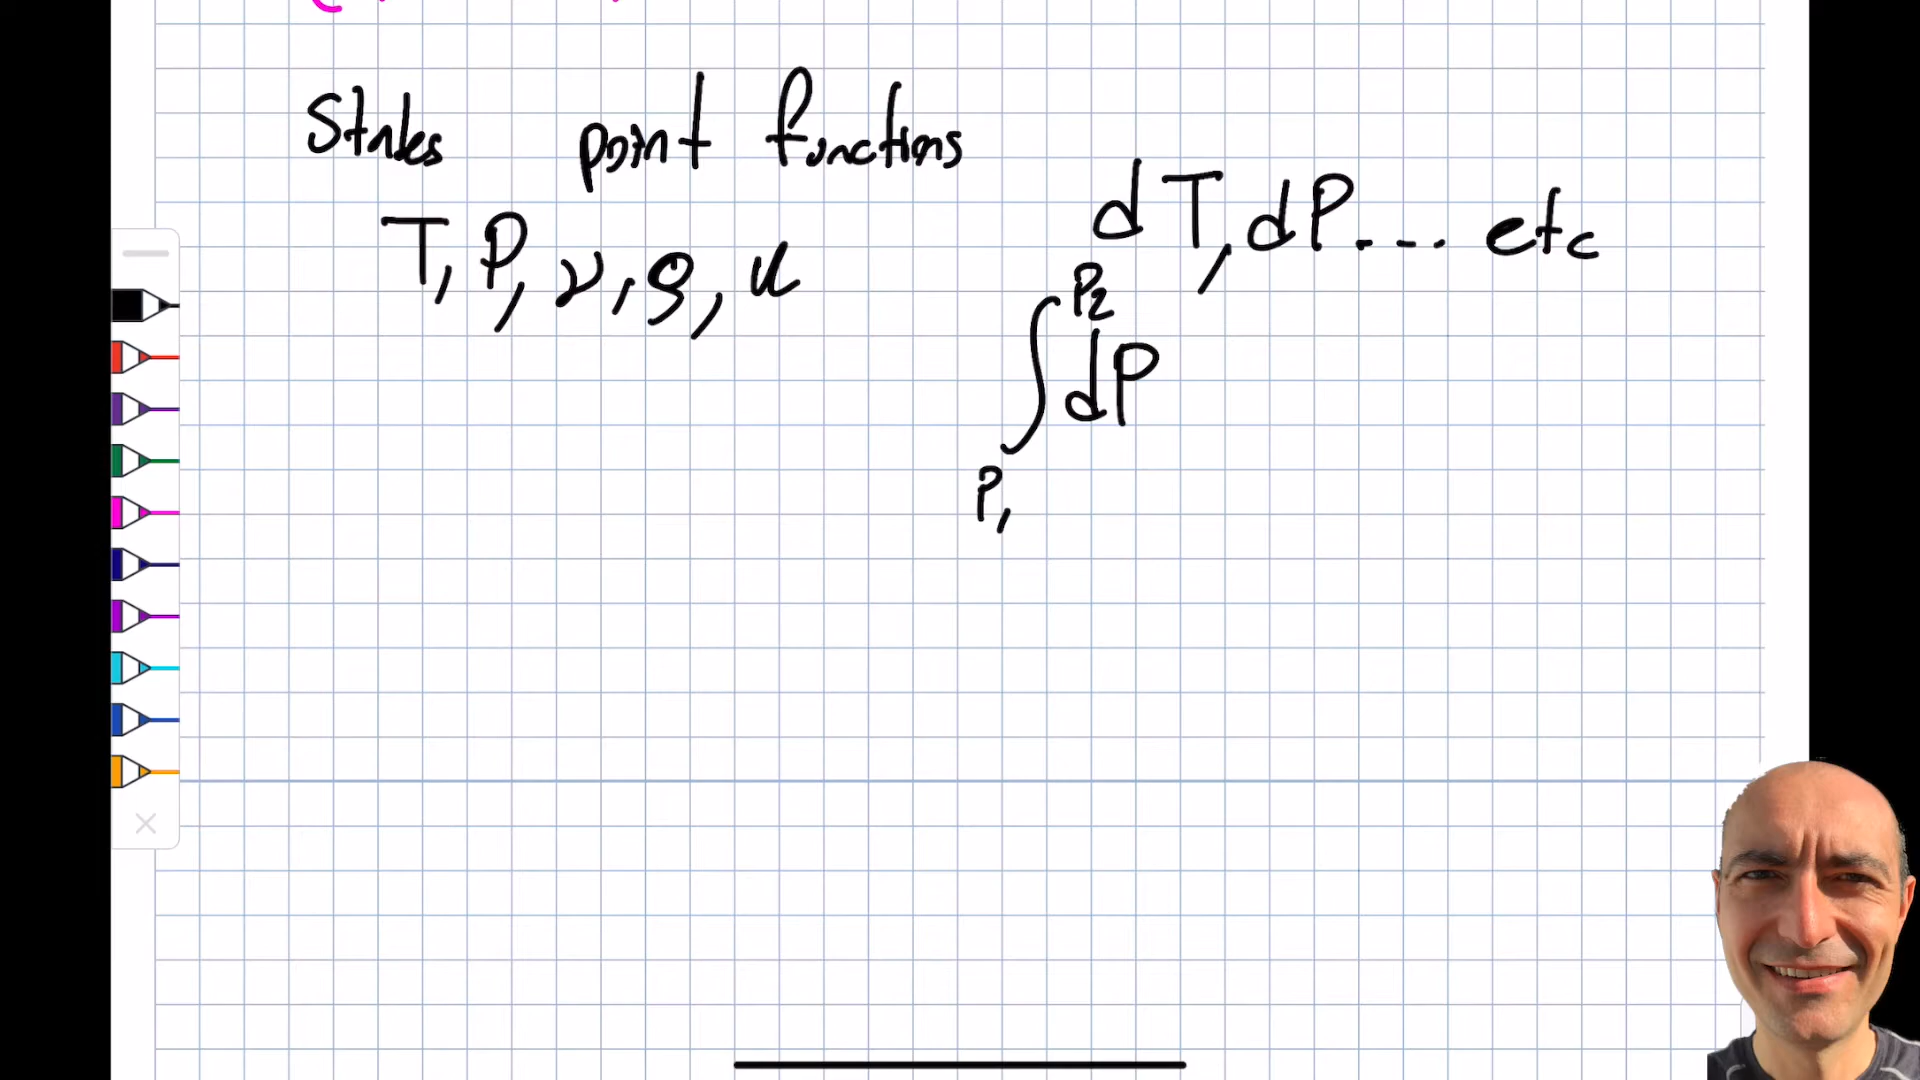 States point functions
T, P, ν, ρ, u
dT, dP... etc
∫ dP
P2
P1